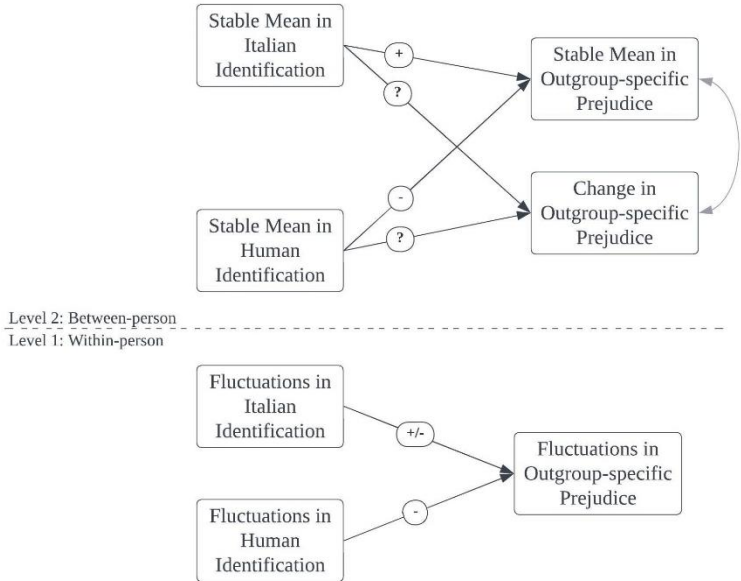 Stable Mean in
Italian
Identification
+
?
Stable Mean in
Outgroup-specific
Prejudice
Stable Mean in
Human
Identification
-
?
Change in
Outgroup-specific
Prejudice
Level 2: Between-person
Level 1: Within-person
Fluctuations in
Italian
Identification
+/-
Fluctuations in
Outgroup-specific
Prejudice
Fluctuations in
Human
Identification
-